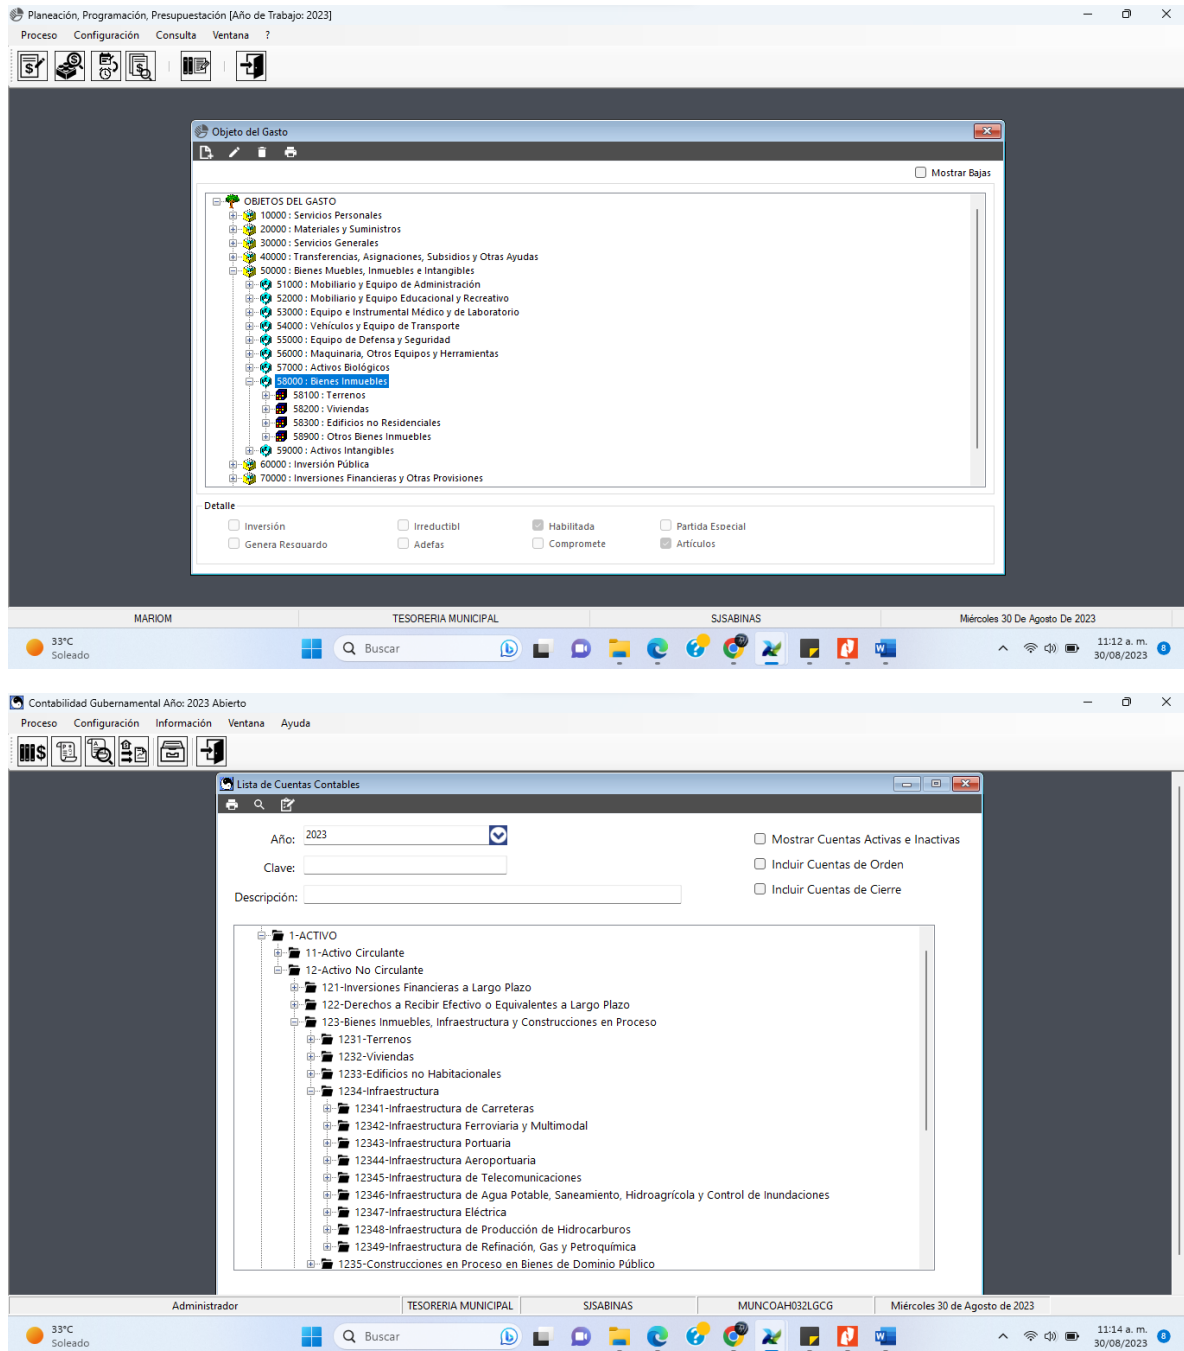 Planeación, Programación, Presupuestación [Año de Trabajo: 2023]
Proceso Configuración Consulta Ventana ?
Objeto del Gasto
Mostrar Bajas
OBJETOS DEL GASTO
10000 : Servicios Personales
20000 : Materiales y Suministros
30000 : Servicios Generales
40000 : Transferencias, Asignaciones, Subsidios y Otras Ayudas
50000 : Bienes Muebles, Inmuebles e Intangibles
51000 : Mobiliario y Equipo de Administración
52000 : Mobiliario y Equipo Educacional y Recreativo
53000 : Equipo e Instrumental Médico y de Laboratorio
54000 : Vehículos y Equipo de Transporte
55000 : Equipo de Defensa y Seguridad
56000 : Maquinaria, Otros Equipos y Herramientas
57000 : Activos Biológicos
58000 : Bienes Inmuebles
58100 : Terrenos
58200 : Viviendas
58300 : Edificios no Residenciales
58900 : Otros Bienes Inmuebles
59000 : Activos Intangibles
60000 : Inversión Pública
70000 : Inversiones Financieras y Otras Provisiones
Detalle
Inversión Irreductibl Habilitada Partida Especial
Genera Resguardo Adefas Compromete Artículos
MARIOM TESORERIA MUNICIPAL SJSABINAS Miércoles 30 De Agosto De 2023
33°C
Soleado
Buscar
11:12 a. m.
30/08/2023
8
Contabilidad Gubernamental Año: 2023 Abierto
Proceso Configuración Información Ventana Ayuda
Lista de Cuentas Contables
Año: 2023
Mostrar Cuentas Activas e Inactivas
Clave:
Incluir Cuentas de Orden
Incluir Cuentas de Cierre
Descripción:
1-ACTIVO
11-Activo Circulante
12-Activo No Circulante
121-Inversiones Financieras a Largo Plazo
122-Derechos a Recibir Efectivo o Equivalentes a Largo Plazo
123-Bienes Inmuebles, Infraestructura y Construcciones en Proceso
1231-Terrenos
1232-Viviendas
1233-Edificios no Habitacionales
1234-Infraestructura
12341-Infraestructura de Carreteras
12342-Infraestructura Ferroviaria y Multimodal
12343-Infraestructura Portuaria
12344-Infraestructura Aeroportuaria
12345-Infraestructura de Telecomunicaciones
12346-Infraestructura de Agua Potable, Saneamiento, Hidroagrícola y Control de Inundaciones
12347-Infraestructura Eléctrica
12348-Infraestructura de Producción de Hidrocarburos
12349-Infraestructura de Refinación, Gas y Petroquímica
1235-Construcciones en Proceso en Bienes de Dominio Público
Administrador TESORERIA MUNICIPAL SJSABINAS MUNCOAH032LGCG Miércoles 30 de Agosto de 2023
33°C
Soleado
Buscar
11:14 a. m.
30/08/2023
8